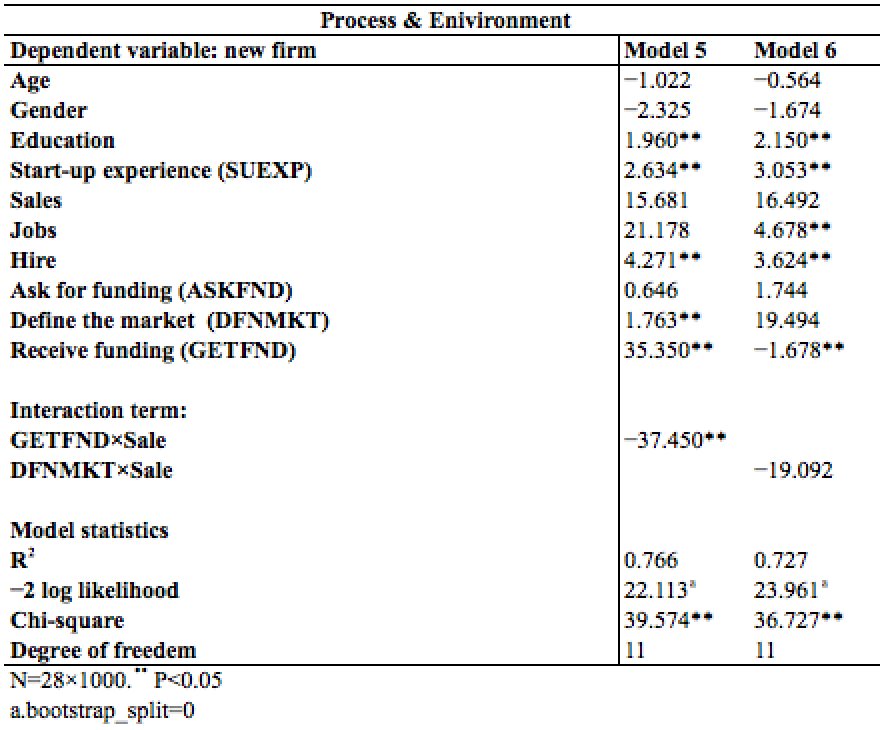 Process & Enivironment
Dependent variable: new firm Model 5 Model 6
Age −1.022 −0.564
Gender −2.325 −1.674
Education 1.960** 2.150**
Start-up experience (SUEXP) 2.634** 3.053**
Sales 15.681 16.492
Jobs 21.178 4.678**
Hire 4.271** 3.624**
Ask for funding (ASKFND) 0.646 1.744
Define the market (DFNMKT) 1.763** 19.494
Receive funding (GETFND) 35.350** −1.678**
Interaction term:
GETFND×Sale −37.450**
DFNMKT×Sale −19.092
Model statistics
R² 0.766 0.727
−2 log likelihood 22.113ª 23.961ª
Chi-square 39.574** 36.727**
Degree of freedem 11 11
N=28×1000. ** P<0.05
a.bootstrap_split=0